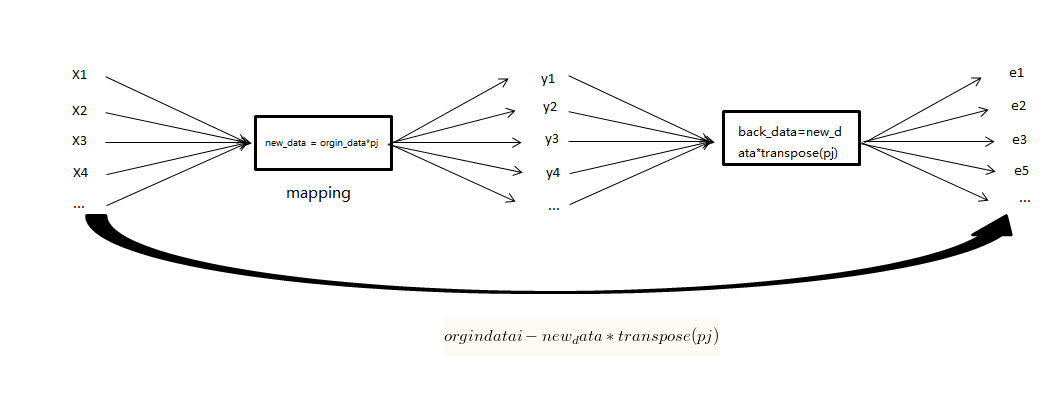 X1
X2
X3
X4
...
new_data = orgin_data*pj
mapping
y1
y2
y3
y4
...
back_data=new_d
ata*transpose(pj)
e1
e2
e3
e5
...
orgindatai − new_data ∗ transpose(pj)